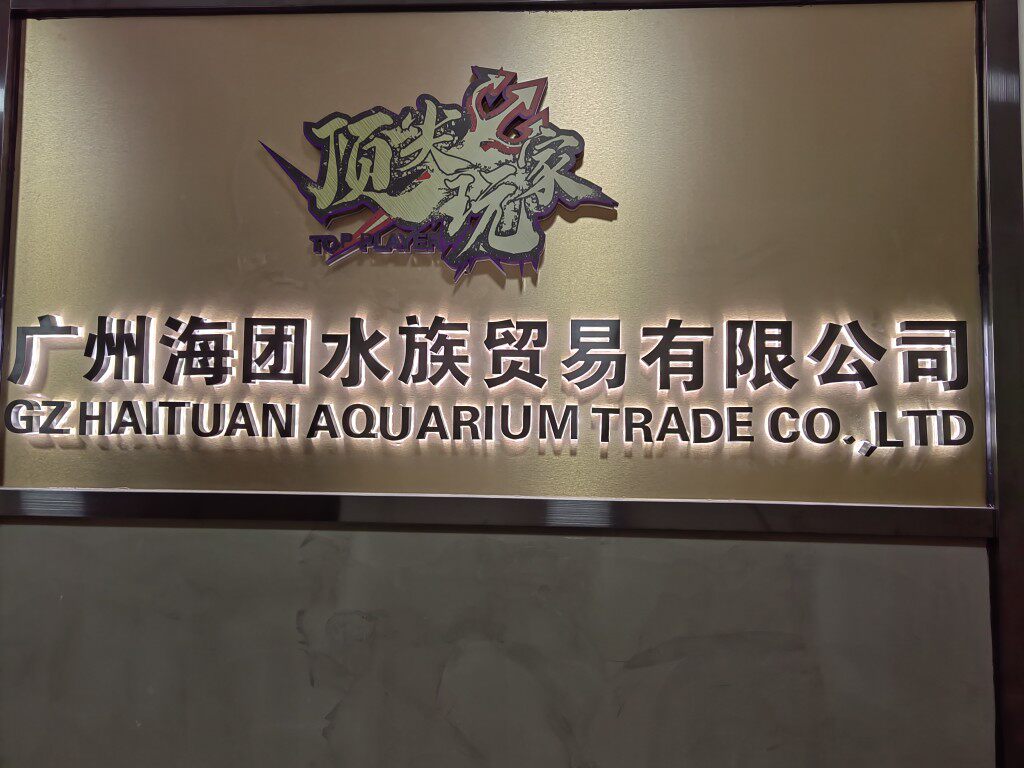 顶尖玩家
TOP PLAYER
广州海团水族贸易有限公司
GZ HAITUAN AQUARIUM TRADE CO.,LTD